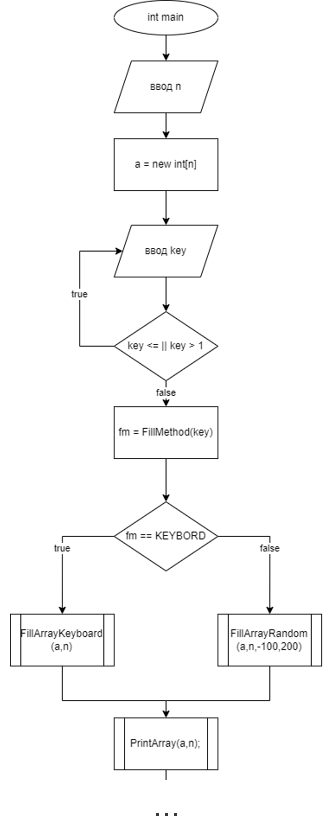 int main
ввод n
a = new int[n]
ввод key
true
key <= || key > 1
false
fm = FillMethod(key)
fm == KEYBORD
true
false
FillArrayKeyboard
(a,n)
FillArrayRandom
(a,n,-100,200)
PrintArray(a,n);
...